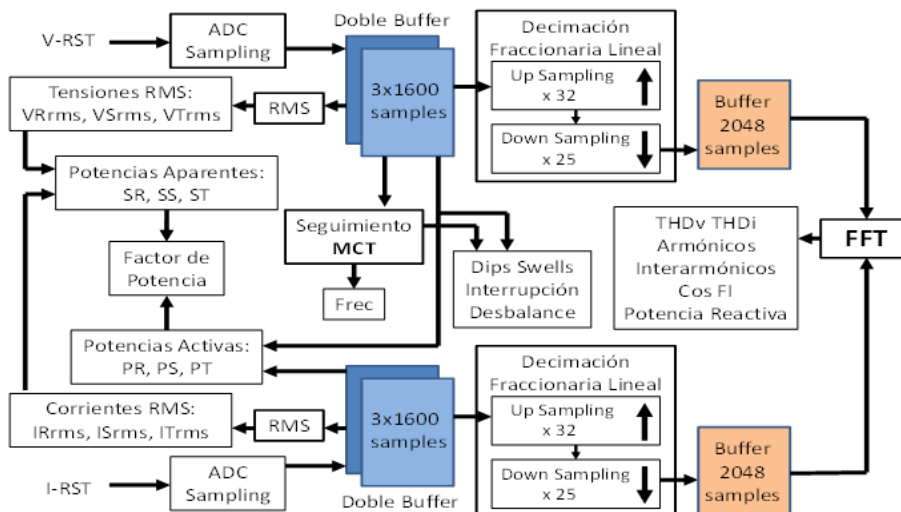 V-RST
ADC
Sampling
Doble Buffer
3x1600
samples
Decimación
Fraccionaria Lineal
Up Sampling
x 32
Down Sampling
x 25
Buffer
2048
samples
Tensiones RMS:
VRrms, VSrms, VTrms
RMS
Potencias Aparentes:
SR, SS, ST
Factor de
Potencia
Seguimiento
MCT
Frec
Dips Swells
Interrupción
Desbalance
THDv THDi
Armónicos
Interarmónicos
Cos FI
Potencia Reactiva
FFT
Potencias Activas:
PR, PS, PT
Corrientes RMS:
IRrms, ISrms, ITrms
RMS
I-RST
ADC
Sampling
3x1600
samples
Doble Buffer
Decimación
Fraccionaria Lineal
Up Sampling
x 32
Down Sampling
x 25
Buffer
2048
samples